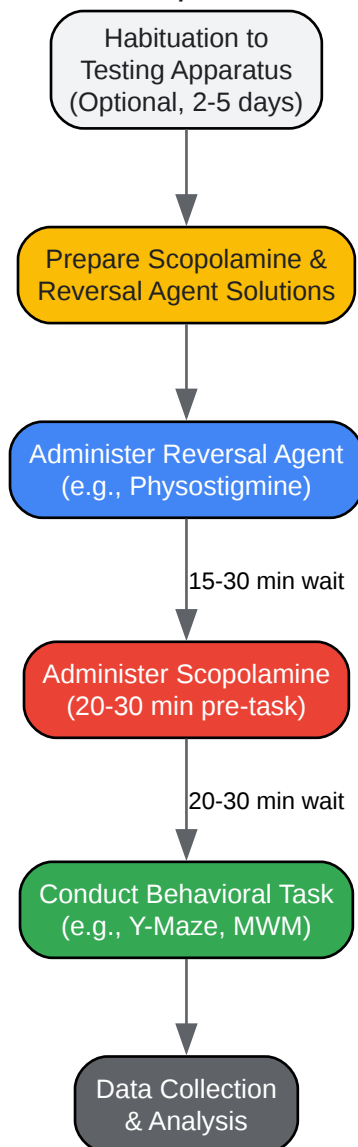 Habituation to
Testing Apparatus
(Optional, 2-5 days)
Prepare Scopolamine &
Reversal Agent Solutions
Administer Reversal Agent
(e.g., Physostigmine)
15-30 min wait
Administer Scopolamine
(20-30 min pre-task)
20-30 min wait
Conduct Behavioral Task
(e.g., Y-Maze, MWM)
Data Collection
& Analysis